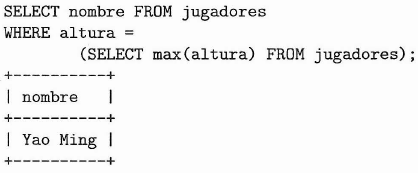 SELECT nombre FROM jugadores
WHERE altura =
        (SELECT max(altura) FROM jugadores);
+----------+
| nombre   |
+----------+
| Yao Ming |
+----------+